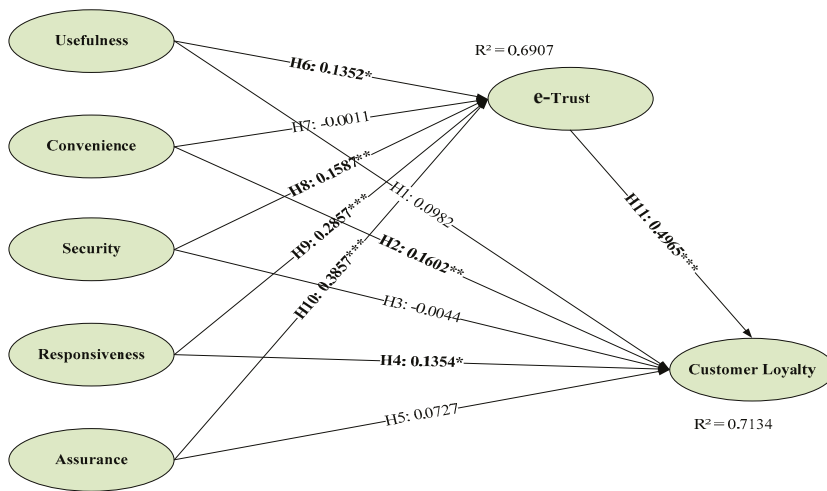 Usefulness
R² = 0.6907
H6: 0.1352*
e-Trust
H7: -0.0011
Convenience
H8: 0.1587**
H1: 0.0982
H9: 0.2857***
H2: 0.1602**
H11: 0.4965***
Security
H10: 0.3857***
H3: -0.0044
Responsiveness
H4: 0.1354*
Customer Loyalty
H5: 0.0727
R² = 0.7134
Assurance